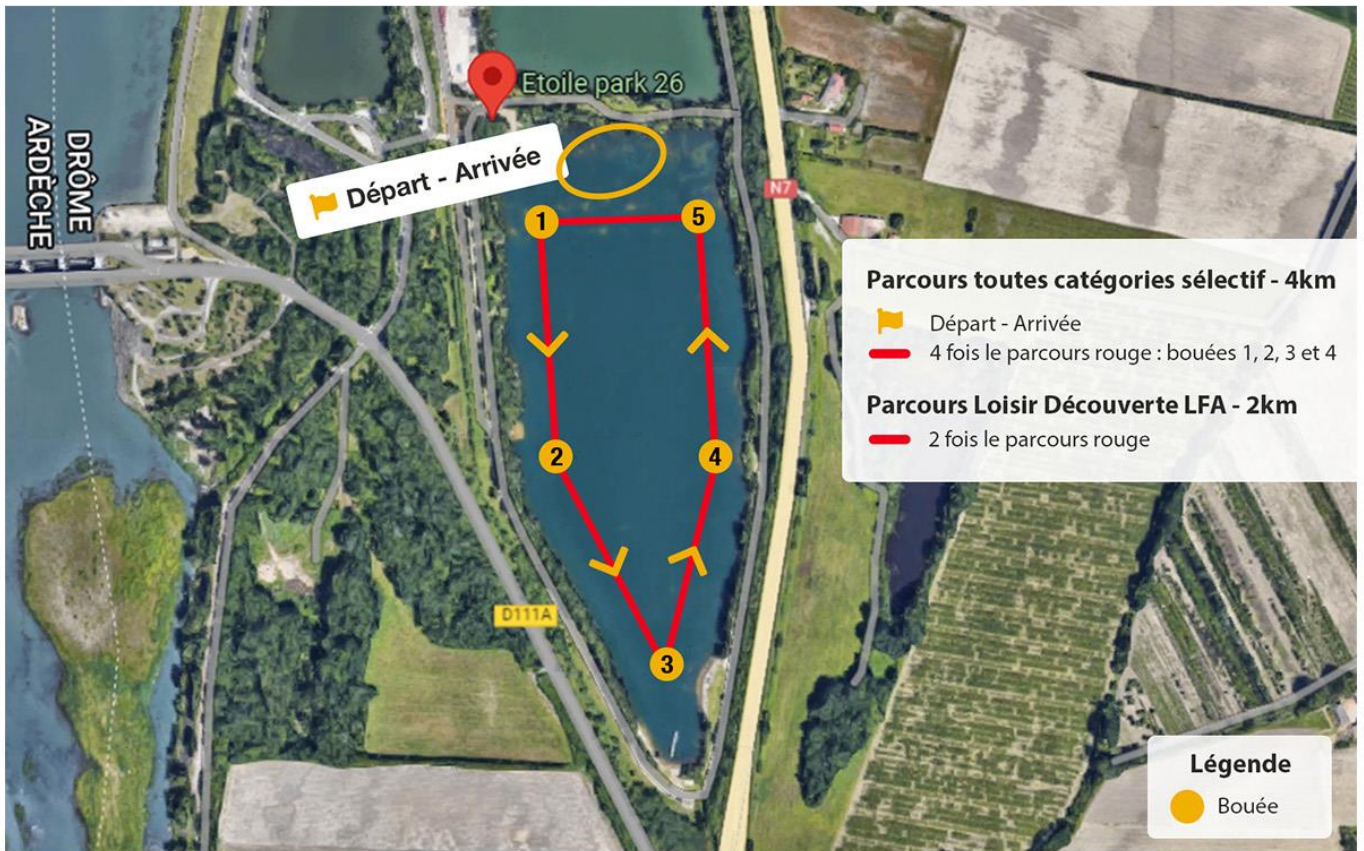 Etoile park 26
Départ - Arrivée
DRÔME
ARDÈCHE
1
5
N7
2
4
D111A
3
Parcours toutes catégories sélectif - 4km
Départ - Arrivée
4 fois le parcours rouge : bouées 1, 2, 3 et 4
Parcours Loisir Découverte LFA - 2km
2 fois le parcours rouge
Légende
Bouée